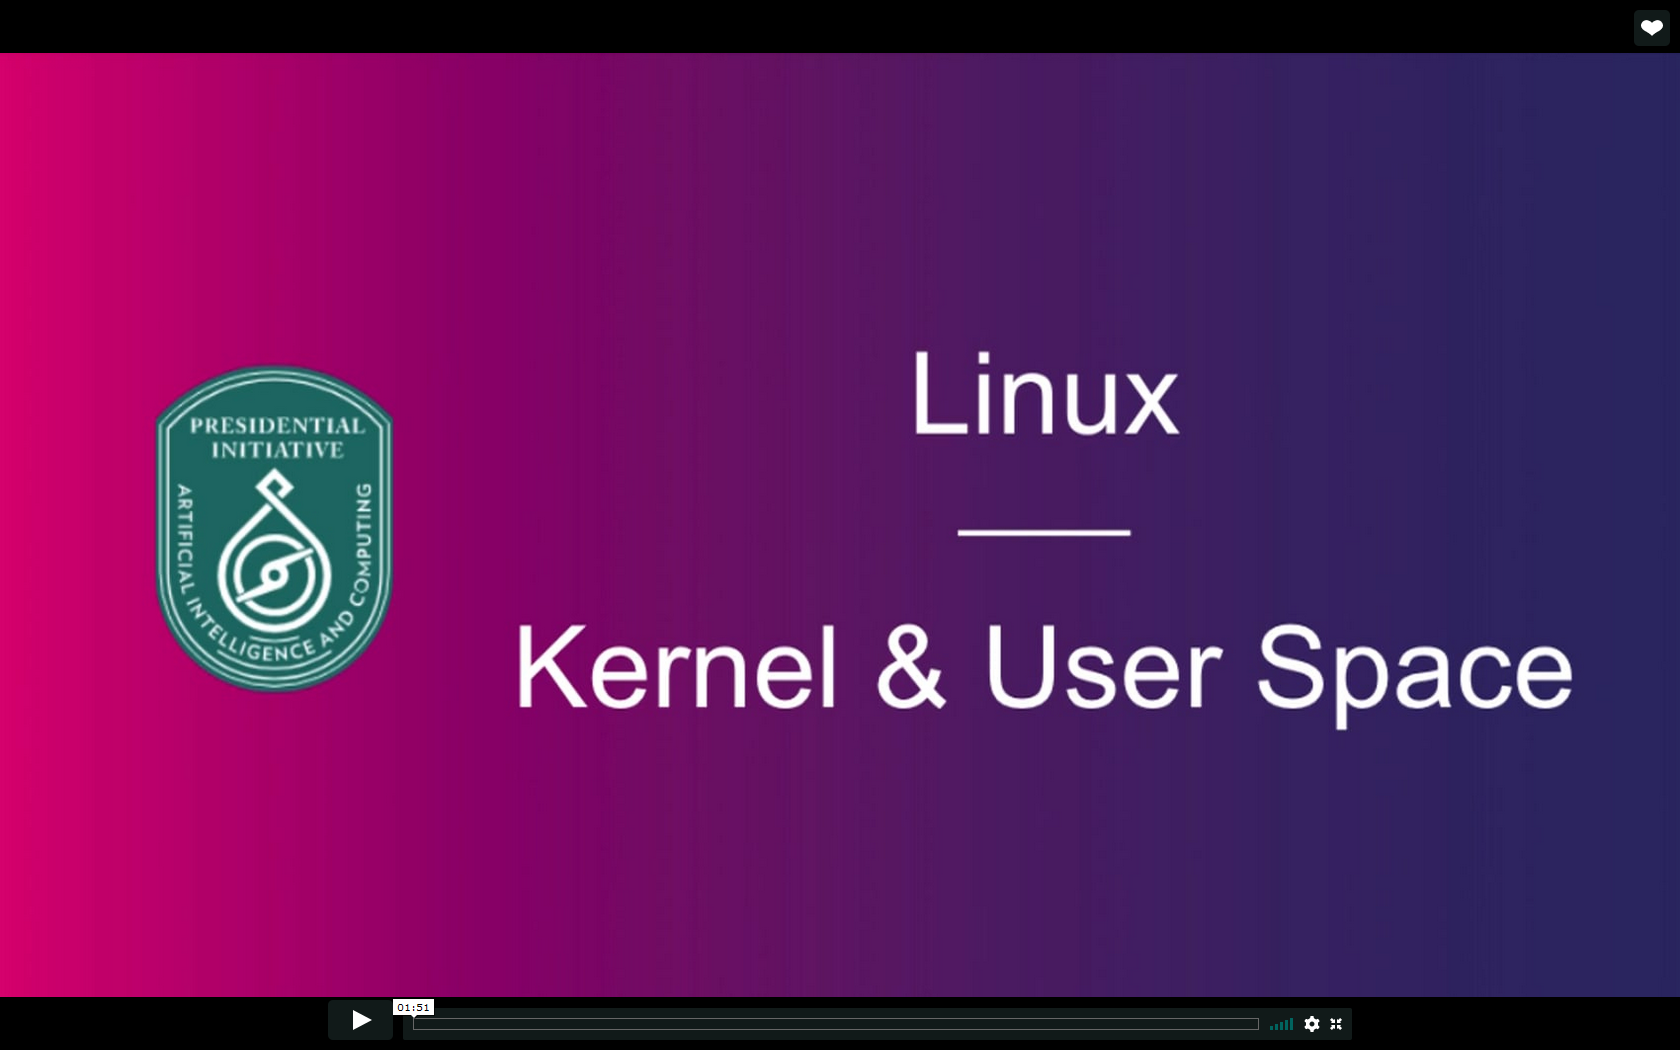 PRESIDENTIAL
INITIATIVE
ARTIFICIAL INTELLIGENCE AND COMPUTING
Linux
Kernel & User Space
01:51